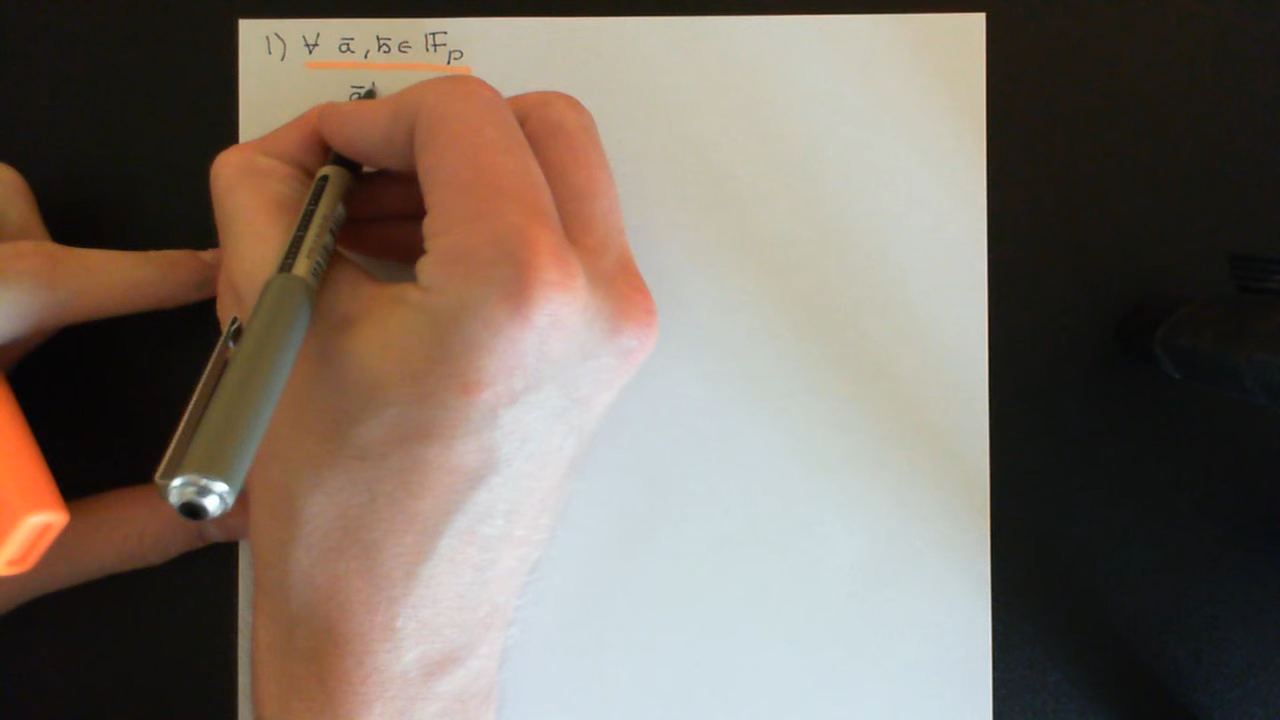 1) ∀ ā, b̄ ∈ 𝔽ₚ
ā